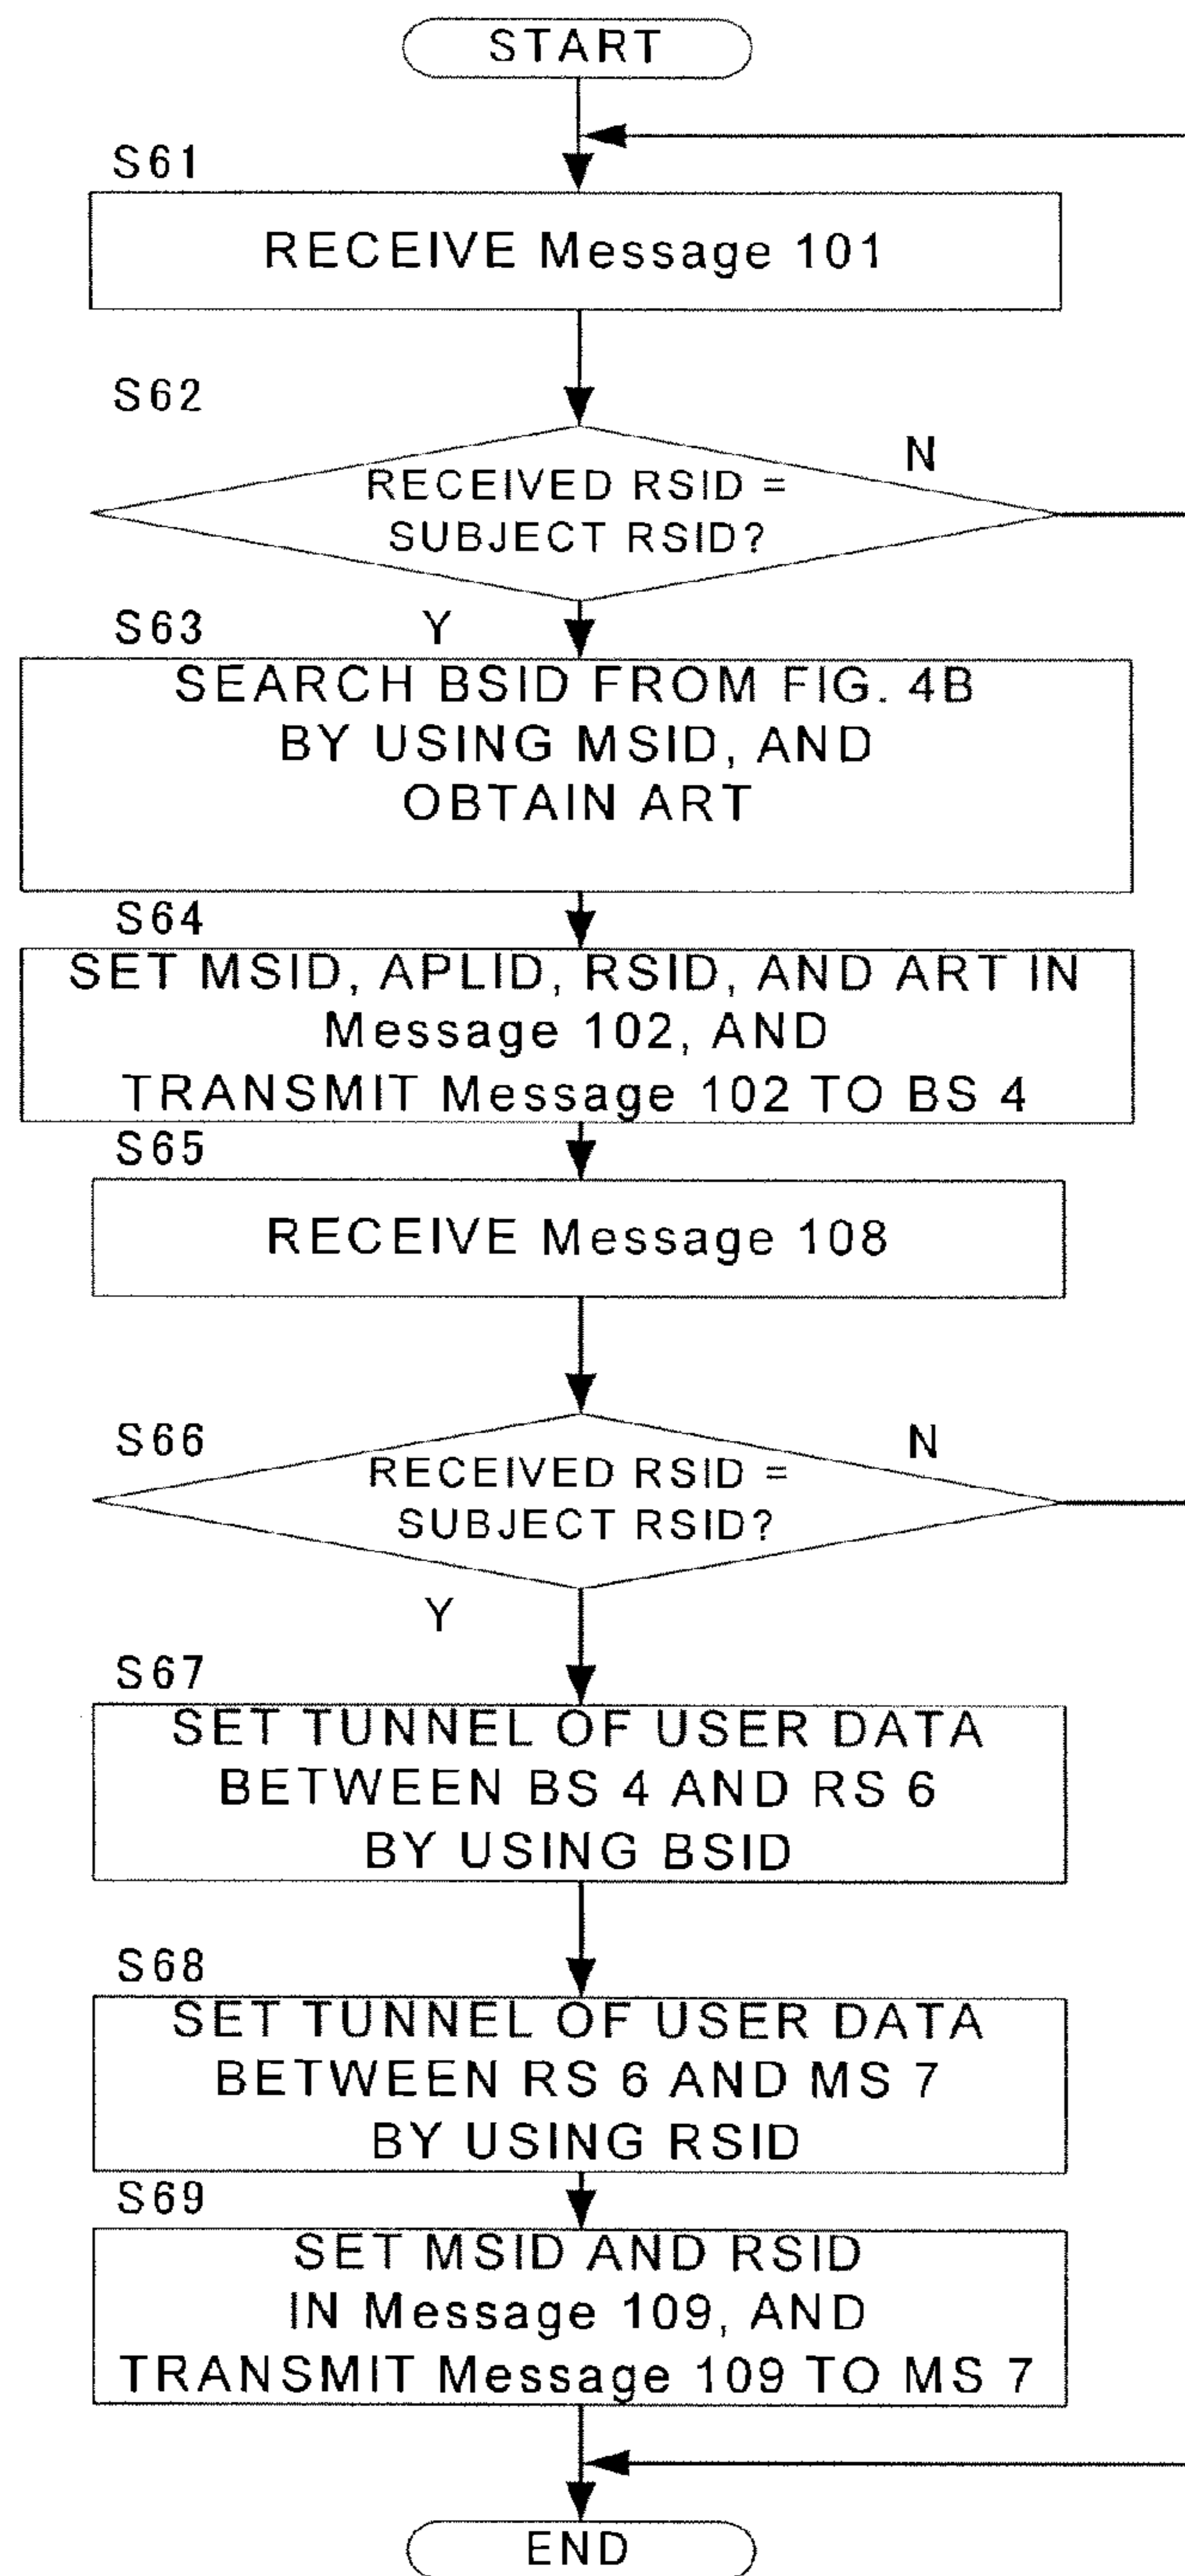 START
S61
RECEIVE Message 101
S62
N
RECEIVED RSID =
SUBJECT RSID?
S63
Y
SEARCH BSID FROM FIG. 4B
BY USING MSID, AND
OBTAIN ART
S64
SET MSID, APLID, RSID, AND ART IN
Message 102, AND
TRANSMIT Message 102 TO BS 4
S65
RECEIVE Message 108
S66
N
RECEIVED RSID =
SUBJECT RSID?
Y
S67
SET TUNNEL OF USER DATA
BETWEEN BS 4 AND RS 6
BY USING BSID
S68
SET TUNNEL OF USER DATA
BETWEEN RS 6 AND MS 7
BY USING RSID
S69
SET MSID AND RSID
IN Message 109, AND
TRANSMIT Message 109 TO MS 7
END